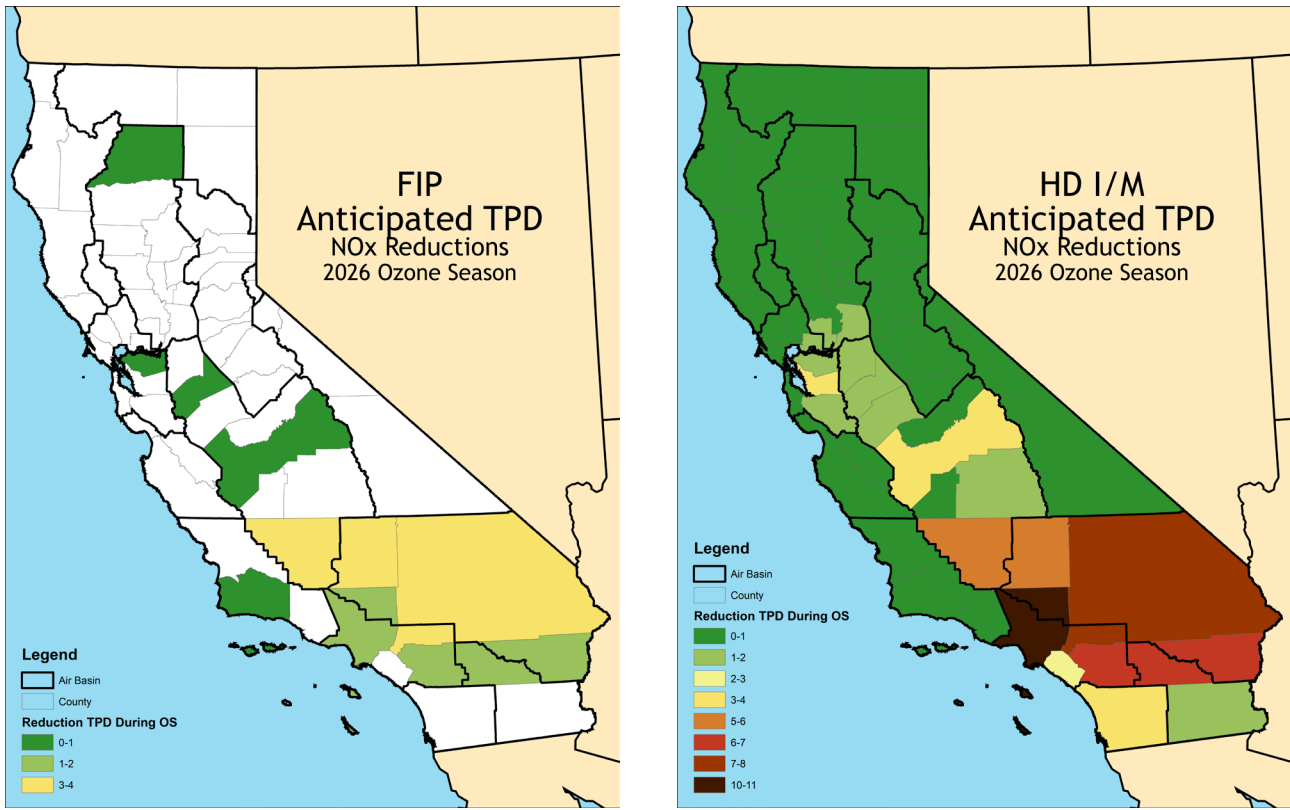 FIP
Anticipated TPD
NOx Reductions
2026 Ozone Season
Legend
Air Basin
County
Reduction TPD During OS
0-1
1-2
3-4
HD I/M
Anticipated TPD
NOx Reductions
2026 Ozone Season
Legend
Air Basin
County
Reduction TPD During OS
0-1
1-2
2-3
3-4
5-6
6-7
7-8
10-11